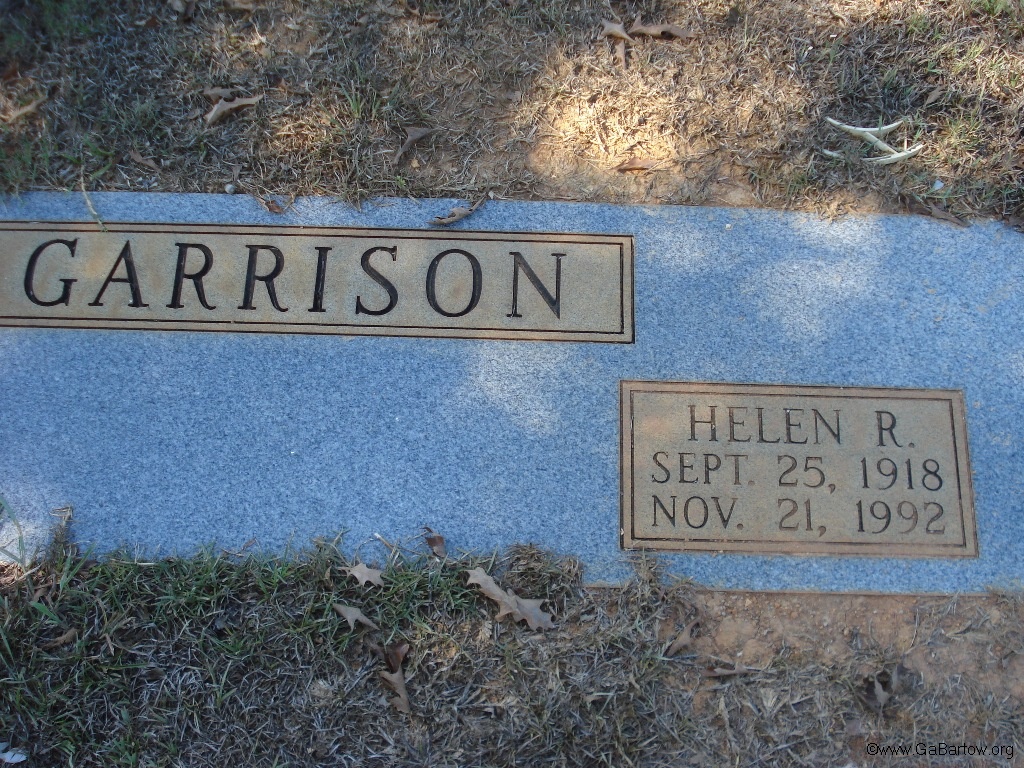 GARRISON
HELEN R.
SEPT. 25, 1918
NOV. 21, 1992
©www.GaBartow.org